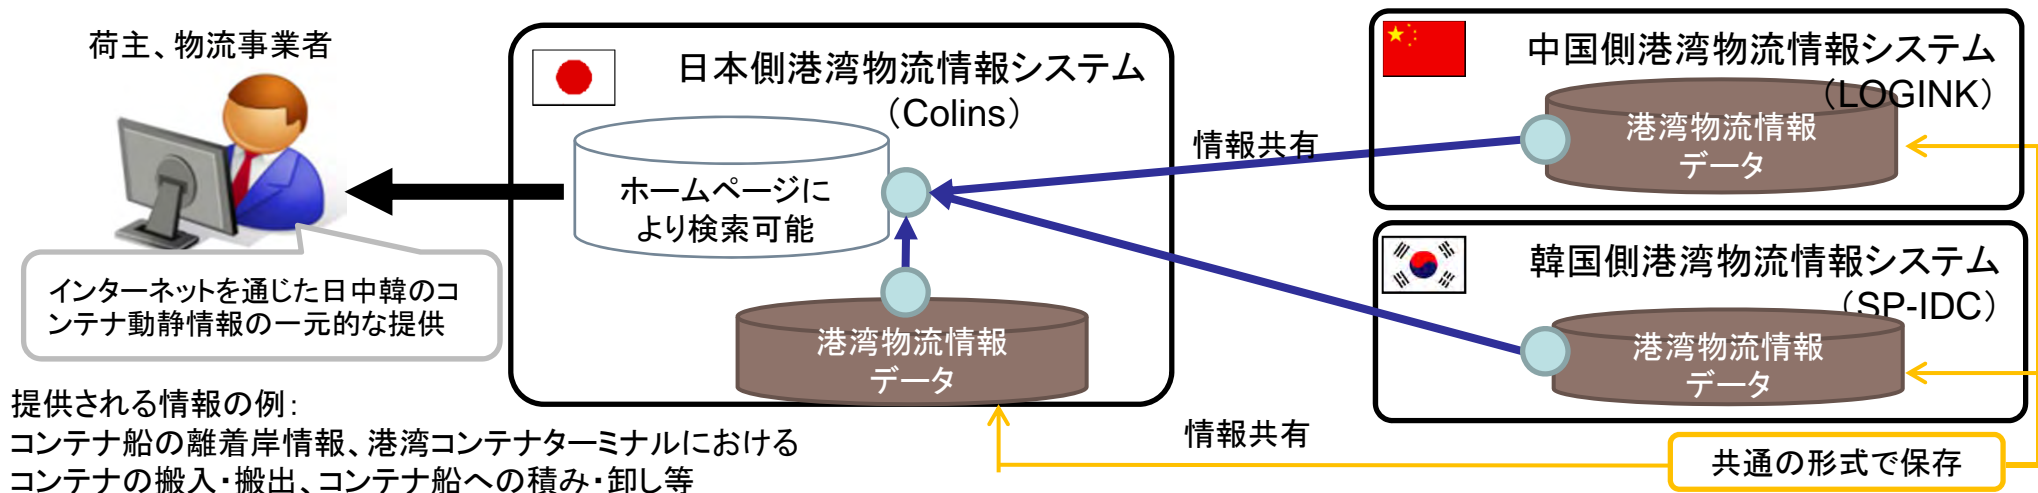 荷主、物流事業者
インターネットを通じた日中韓のコ
ンテナ動静情報の一元的な提供
提供される情報の例：
コンテナ船の離着岸情報、港湾コンテナターミナルにおける
コンテナの搬入・搬出、コンテナ船への積み・卸し等
日本側港湾物流情報システム
（Colins）
ホームページに
より検索可能
港湾物流情報
データ
情報共有
情報共有
中国側港湾物流情報システム
（LOGINK）
港湾物流情報
データ
韓国側港湾物流情報システム
（SP-IDC）
港湾物流情報
データ
共通の形式で保存